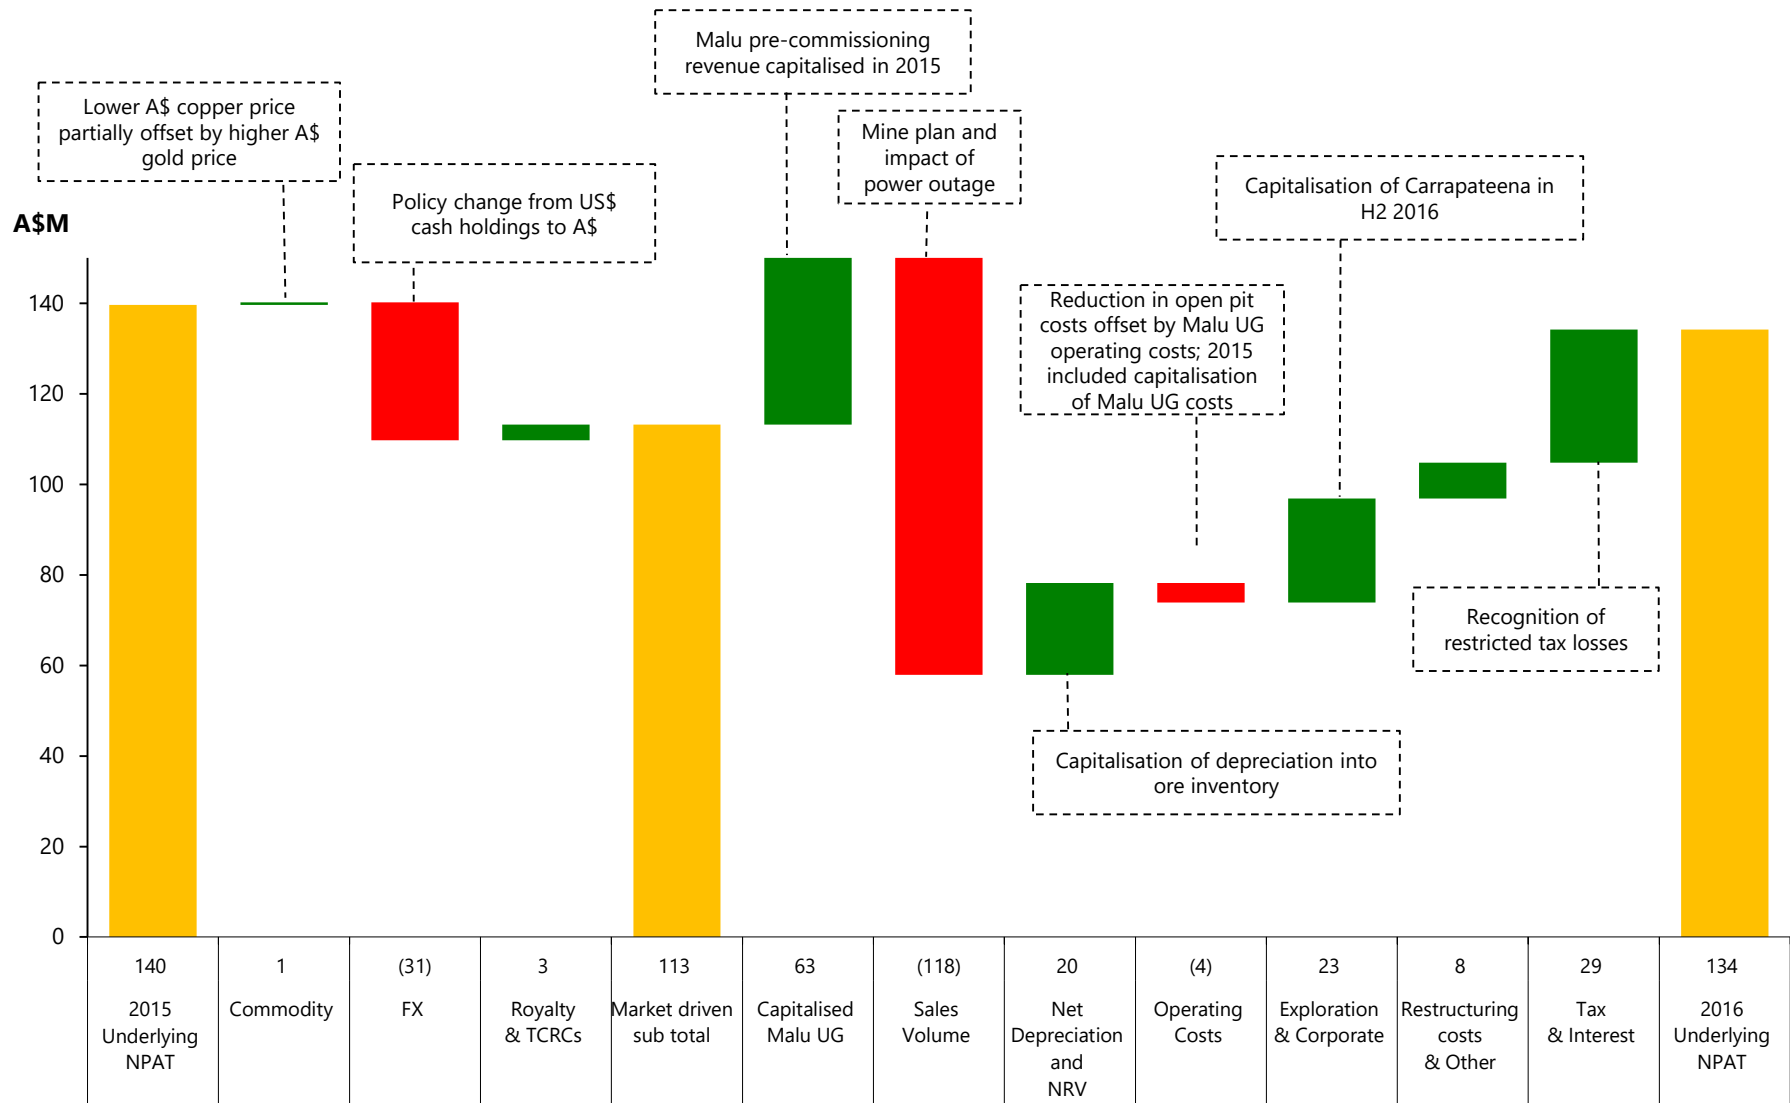 Malu pre-commissioning
revenue capitalised in 2015
Lower A$ copper price
partially offset by higher A$
gold price
Mine plan and
impact of
power outage
Policy change from US$
cash holdings to A$
Capitalisation of Carrapateena in
H2 2016
A$M
Reduction in open pit
costs offset by Malu UG
operating costs; 2015
included capitalisation
of Malu UG costs
Recognition of
restricted tax losses
Capitalisation of depreciation into
ore inventory
140
120
100
80
60
40
20
0
140
2015
Underlying
NPAT
1
Commodity
(31)
FX
3
Royalty
& TCRCs
113
Market driven
sub total
63
Capitalised
Malu UG
(118)
Sales
Volume
20
Net
Depreciation
and
NRV
(4)
Operating
Costs
23
Exploration
& Corporate
8
Restructuring
costs
& Other
29
Tax
& Interest
134
2016
Underlying
NPAT